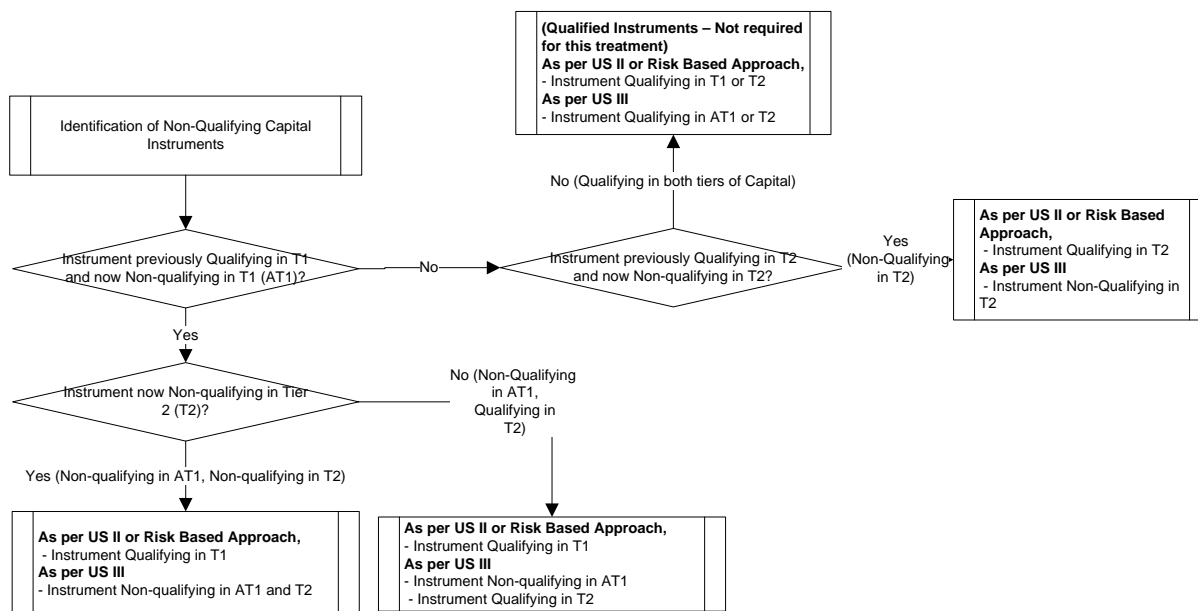 (Qualified Instruments – Not required
for this treatment)
As per US II or Risk Based Approach,
- Instrument Qualifying in T1 or T2
As per US III
- Instrument Qualifying in AT1 or T2
Identification of Non-Qualifying Capital
Instruments
No (Qualifying in both tiers of Capital)
Instrument previously Qualifying in T1
and now Non-qualifying in T1 (AT1)?
No
Instrument previously Qualifying in T2
and now Non-qualifying in T2?
Yes
(Non-Qualifying
in T2)
As per US II or Risk Based
Approach,
- Instrument Qualifying in T2
As per US III
- Instrument Non-Qualifying in
T2
Yes
Instrument now Non-qualifying in Tier
2 (T2)?
No (Non-Qualifying
in AT1,
Qualifying in
T2)
Yes (Non-qualifying in AT1, Non-qualifying in T2)
As per US II or Risk Based Approach,
- Instrument Qualifying in T1
As per US III
- Instrument Non-qualifying in AT1 and T2
As per US II or Risk Based Approach,
- Instrument Qualifying in T1
As per US III
- Instrument Non-qualifying in AT1
- Instrument Qualifying in T2